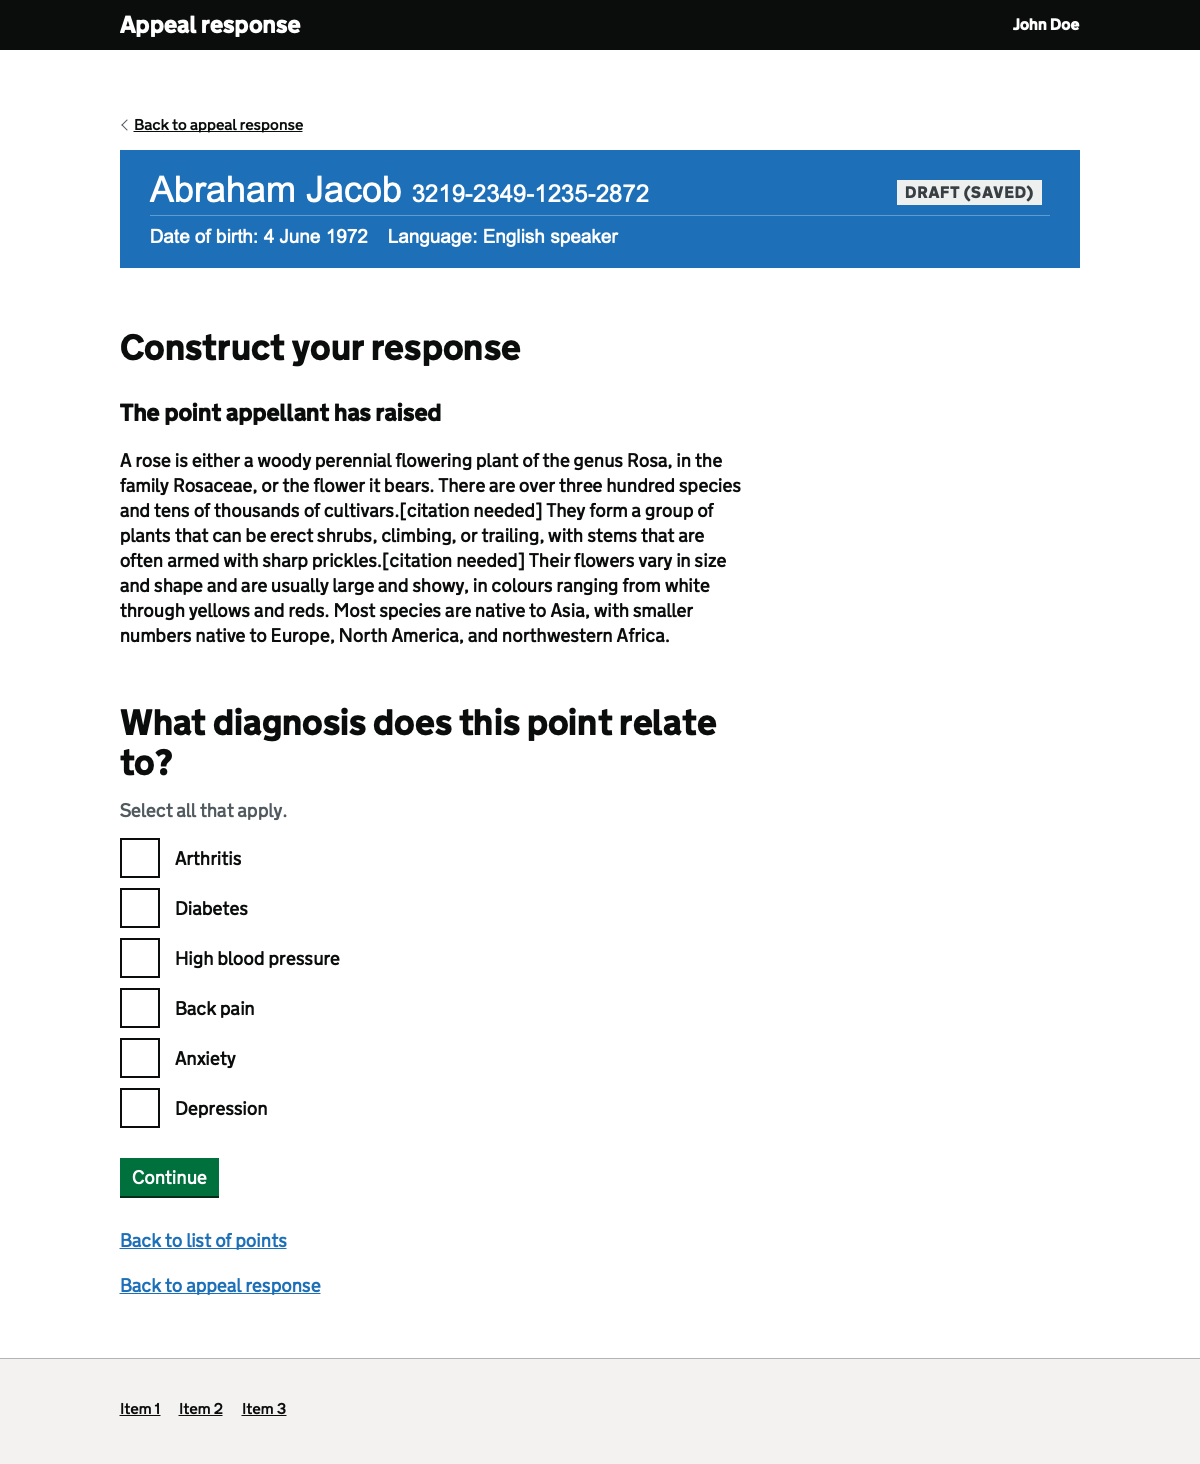 Appeal response
John Doe
Back to appeal response
Abraham Jacob 3219-2349-1235-2872
DRAFT (SAVED)
Date of birth: 4 June 1972 Language: English speaker
Construct your response
The point appellant has raised
A rose is either a woody perennial flowering plant of the genus Rosa, in the
family Rosaceae, or the flower it bears. There are over three hundred species
and tens of thousands of cultivars.[citation needed] They form a group of
plants that can be erect shrubs, climbing, or trailing, with stems that are
often armed with sharp prickles.[citation needed] Their flowers vary in size
and shape and are usually large and showy, in colours ranging from white
through yellows and reds. Most species are native to Asia, with smaller
numbers native to Europe, North America, and northwestern Africa.
What diagnosis does this point relate
to?
Select all that apply.
Arthritis
Diabetes
High blood pressure
Back pain
Anxiety
Depression
Continue
Back to list of points
Back to appeal response
Item 1 Item 2 Item 3